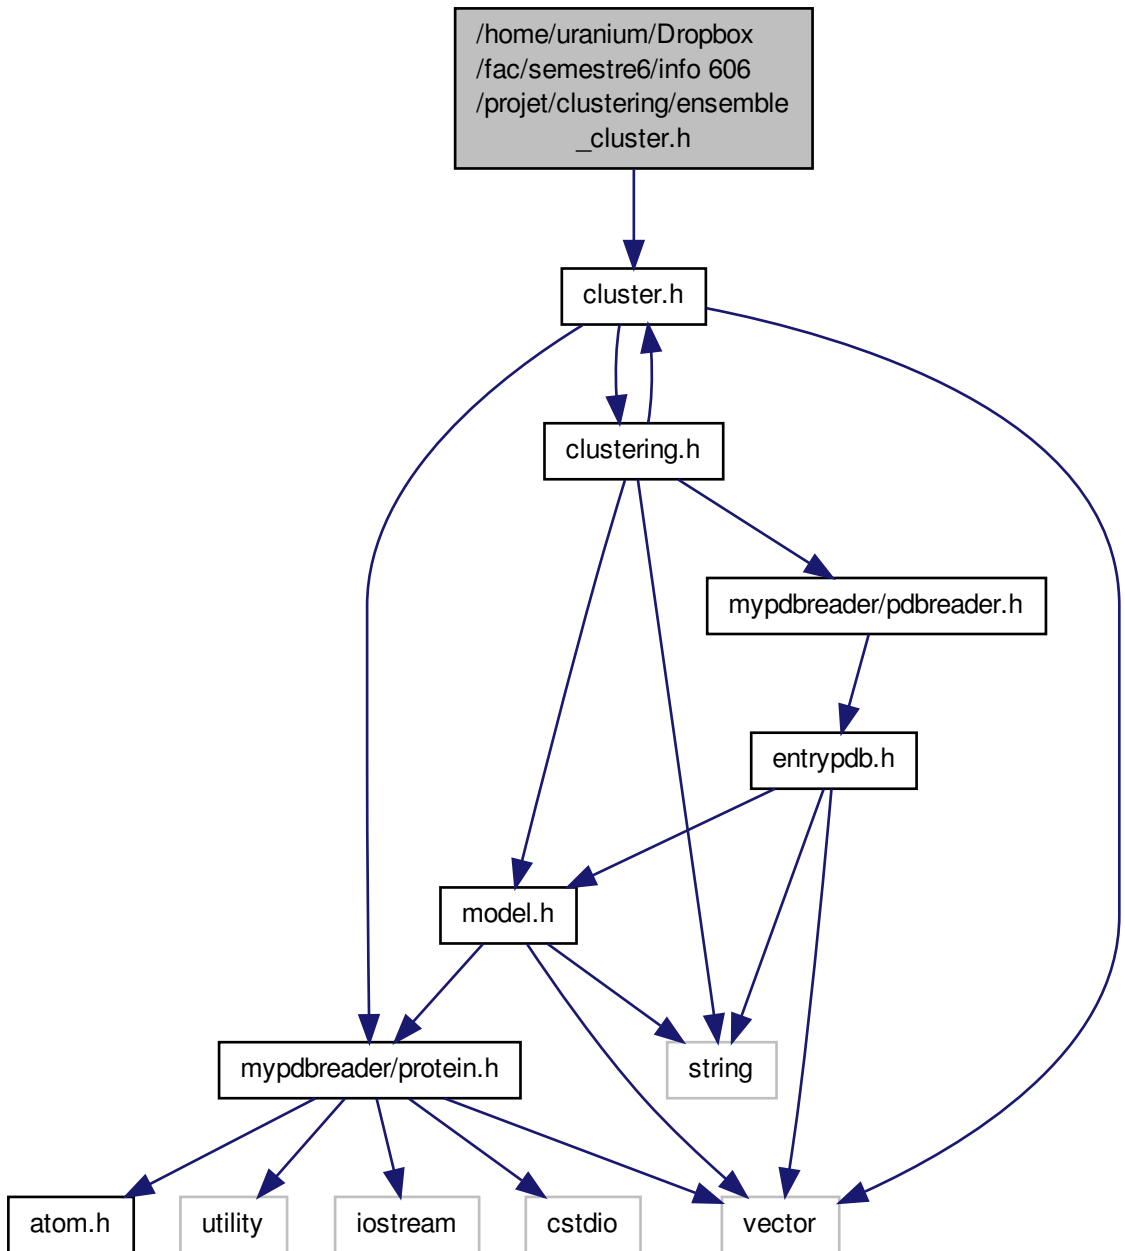 /home/uranium/Dropbox
/fac/semestre6/info 606
/projet/clustering/ensemble
_cluster.h
cluster.h
clustering.h
mypdbreader/pdbreader.h
entrypdb.h
model.h
mypdbreader/protein.h
string
atom.h
utility
iostream
cstdio
vector